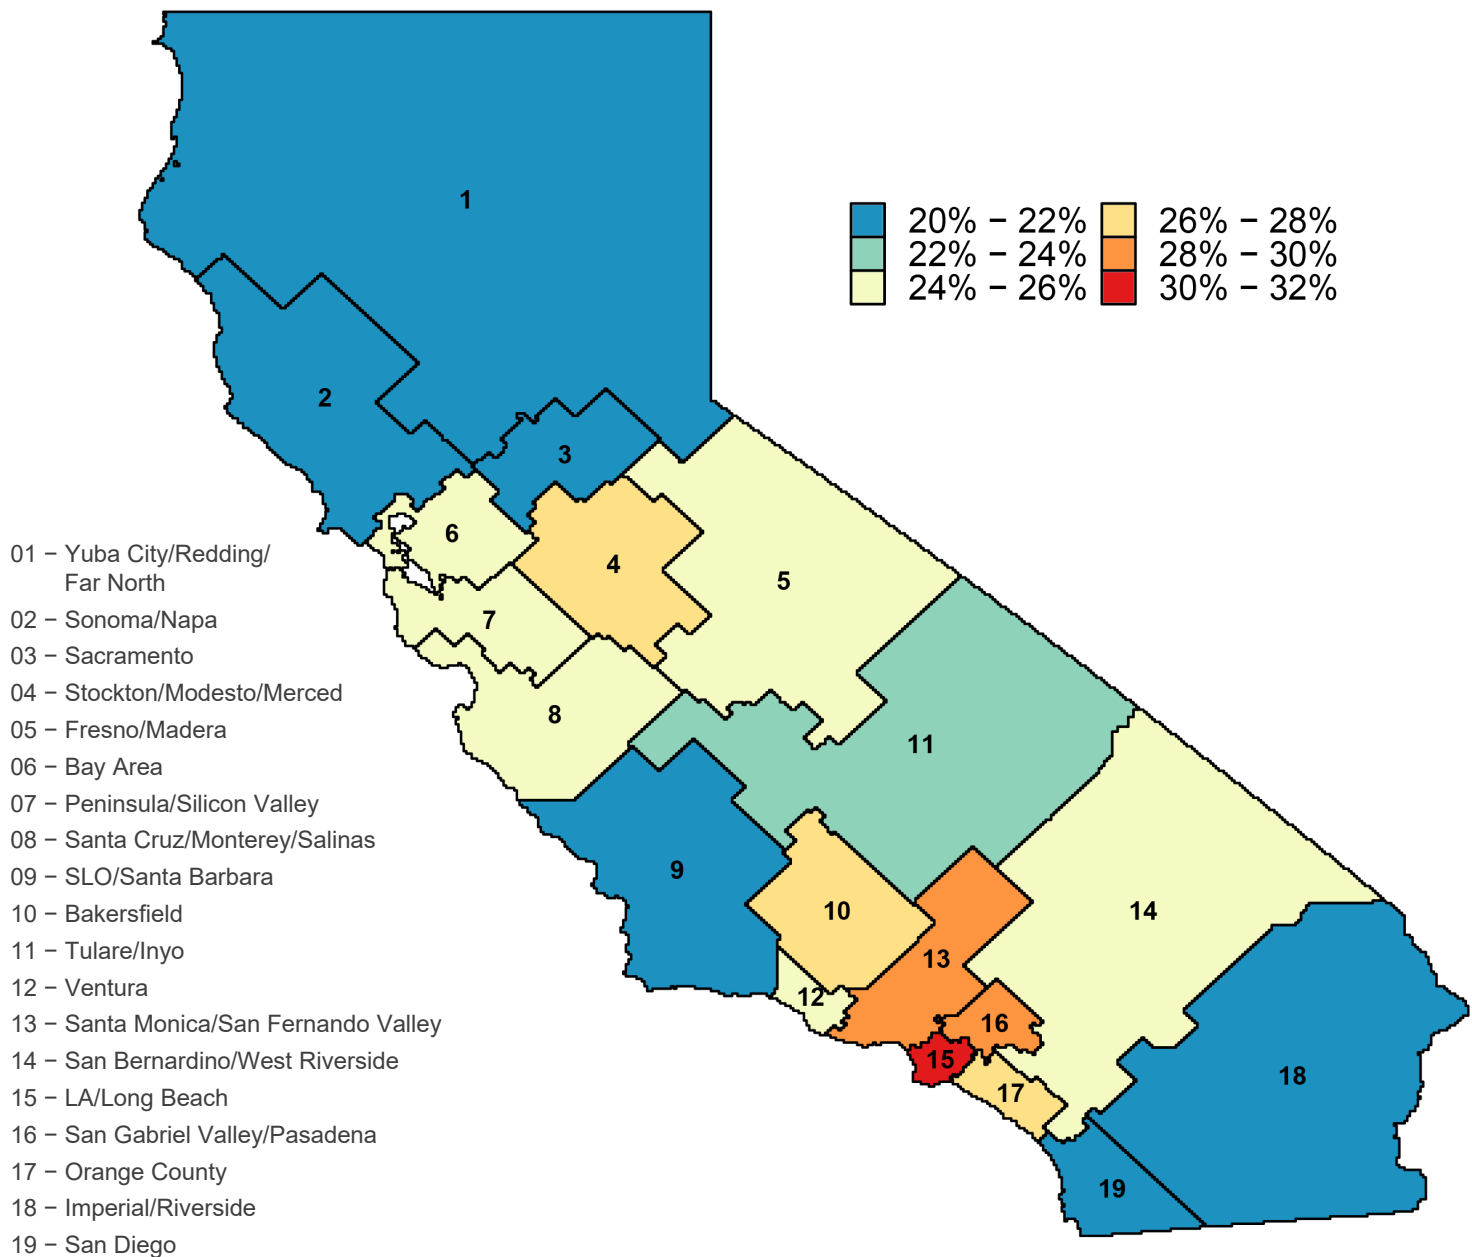 1
20% − 22%
26% − 28%
22% − 24%
28% − 30%
24% − 26%
30% − 32%
2
3
6
4
5
7
8
11
9
10
14
13
12
16
15
18
17
19
01 − Yuba City/Redding/
Far North
02 − Sonoma/Napa
03 − Sacramento
04 − Stockton/Modesto/Merced
05 − Fresno/Madera
06 − Bay Area
07 − Peninsula/Silicon Valley
08 − Santa Cruz/Monterey/Salinas
09 − SLO/Santa Barbara
10 − Bakersfield
11 − Tulare/Inyo
12 − Ventura
13 − Santa Monica/San Fernando Valley
14 − San Bernardino/West Riverside
15 − LA/Long Beach
16 − San Gabriel Valley/Pasadena
17 − Orange County
18 − Imperial/Riverside
19 − San Diego